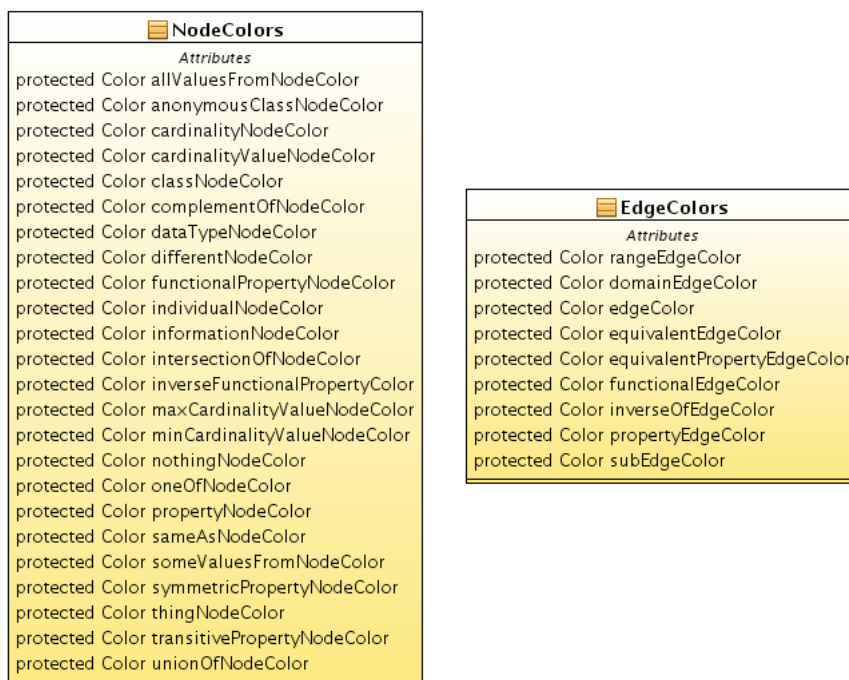 NodeColors
Attributes
protected Color allValuesFromNodeColor
protected Color anonymousClassNodeColor
protected Color cardinalityNodeColor
protected Color cardinalityValueNodeColor
protected Color classNodeColor
protected Color complementOfNodeColor
protected Color dataTypeNodeColor
protected Color differentNodeColor
protected Color functionalPropertyNodeColor
protected Color individualNodeColor
protected Color informationNodeColor
protected Color intersectionOfNodeColor
protected Color inverseFunctionalPropertyColor
protected Color maxCardinalityValueNodeColor
protected Color minCardinalityValueNodeColor
protected Color nothingNodeColor
protected Color oneOfNodeColor
protected Color propertyNodeColor
protected Color sameAsNodeColor
protected Color someValuesFromNodeColor
protected Color symmetricPropertyNodeColor
protected Color thingNodeColor
protected Color transitivePropertyNodeColor
protected Color unionOfNodeColor
EdgeColors
Attributes
protected Color rangeEdgeColor
protected Color domainEdgeColor
protected Color edgeColor
protected Color equivalentEdgeColor
protected Color equivalentPropertyEdgeColor
protected Color functionalEdgeColor
protected Color inverseOfEdgeColor
protected Color propertyEdgeColor
protected Color subEdgeColor